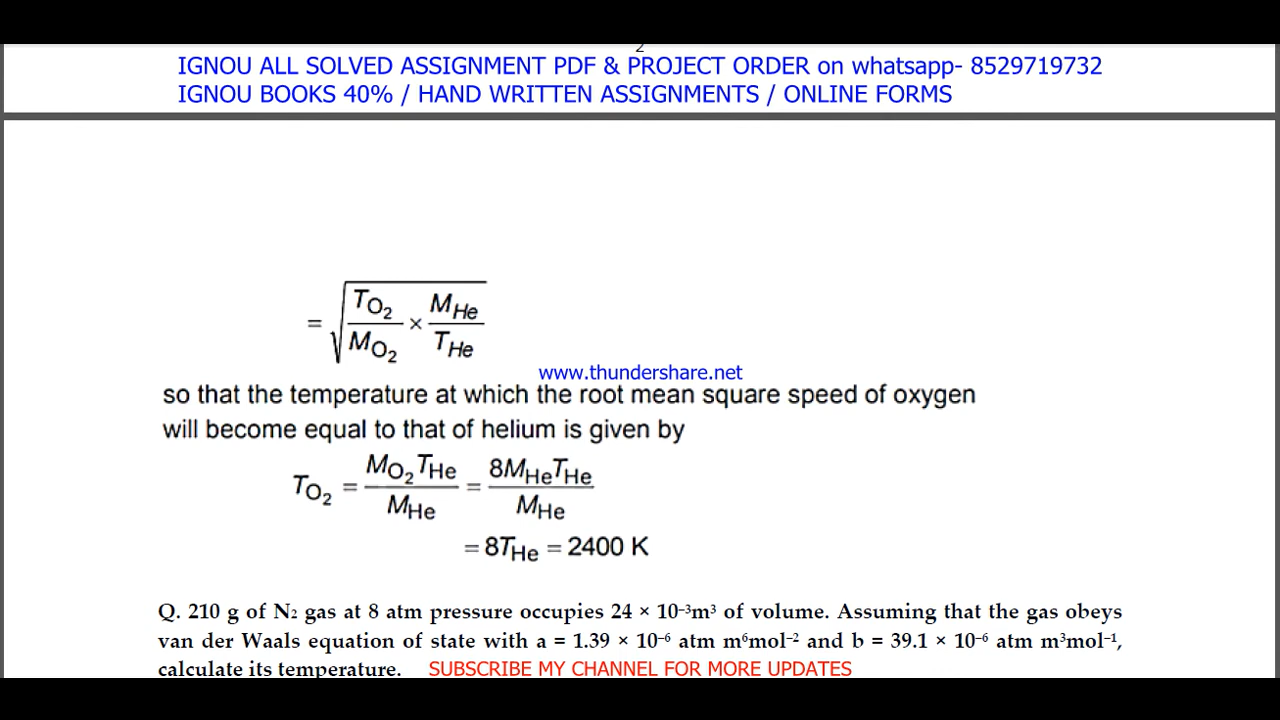 2
IGNOU ALL SOLVED ASSIGNMENT PDF & PROJECT ORDER on whatsapp- 8529719732
IGNOU BOOKS 40% / HAND WRITTEN ASSIGNMENTS / ONLINE FORMS
= √(T_O₂/M_O₂ × M_He/T_He)
www.thundershare.net
so that the temperature at which the root mean square speed of oxygen
will become equal to that of helium is given by
T_O₂ = M_O₂T_He/M_He = 8M_HeT_He/M_He
= 8T_He = 2400 K
Q. 210 g of N₂ gas at 8 atm pressure occupies 24 × 10⁻³m³ of volume. Assuming that the gas obeys
van der Waals equation of state with a = 1.39 × 10⁻⁶ atm m⁶mol⁻² and b = 39.1 × 10⁻⁶ atm m³mol⁻¹,
calculate its temperature. SUBSCRIBE MY CHANNEL FOR MORE UPDATES